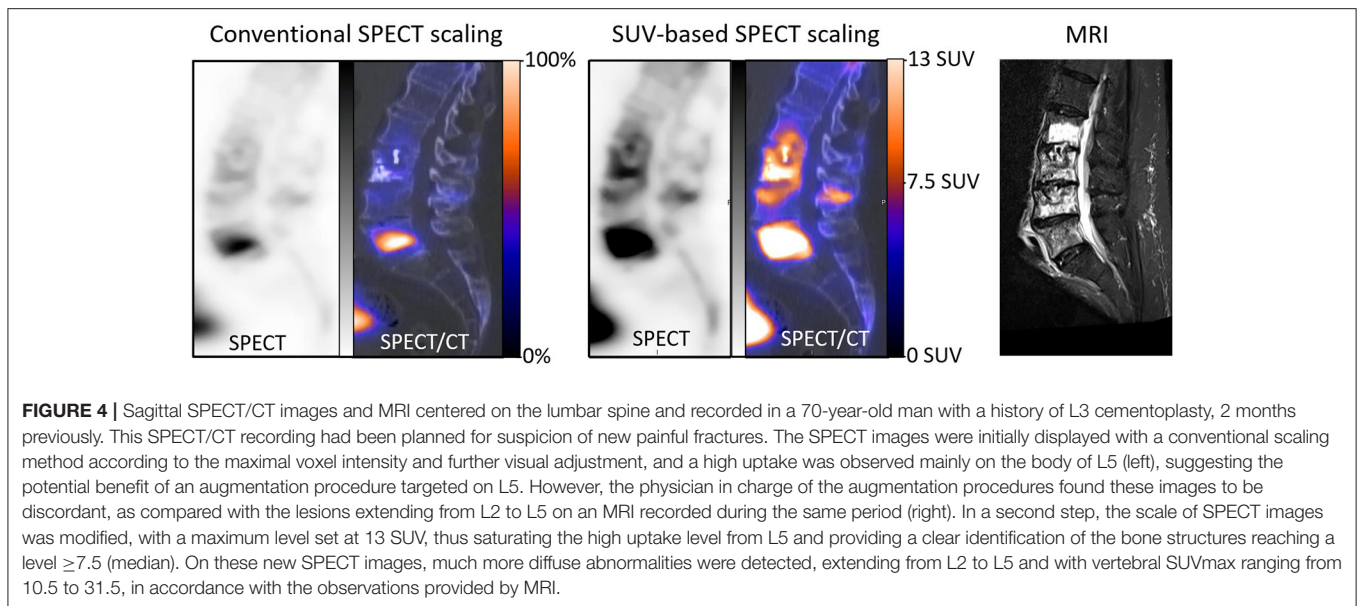 Conventional SPECT scaling
SUV-based SPECT scaling
MRI
100%
0%
13 SUV
7.5 SUV
0 SUV
SPECT
SPECT/CT
SPECT
SPECT/CT
P
P
FIGURE 4 | Sagittal SPECT/CT images and MRI centered on the lumbar spine and recorded in a 70-year-old man with a history of L3 cementoplasty, 2 months
previously. This SPECT/CT recording had been planned for suspicion of new painful fractures. The SPECT images were initially displayed with a conventional scaling
method according to the maximal voxel intensity and further visual adjustment, and a high uptake was observed mainly on the body of L5 (left), suggesting the
potential benefit of an augmentation procedure targeted on L5. However, the physician in charge of the augmentation procedures found these images to be
discordant, as compared with the lesions extending from L2 to L5 on an MRI recorded during the same period (right). In a second step, the scale of SPECT images
was modified, with a maximum level set at 13 SUV, thus saturating the high uptake level from L5 and providing a clear identification of the bone structures reaching a
level ≥7.5 (median). On these new SPECT images, much more diffuse abnormalities were detected, extending from L2 to L5 and with vertebral SUVmax ranging from
10.5 to 31.5, in accordance with the observations provided by MRI.